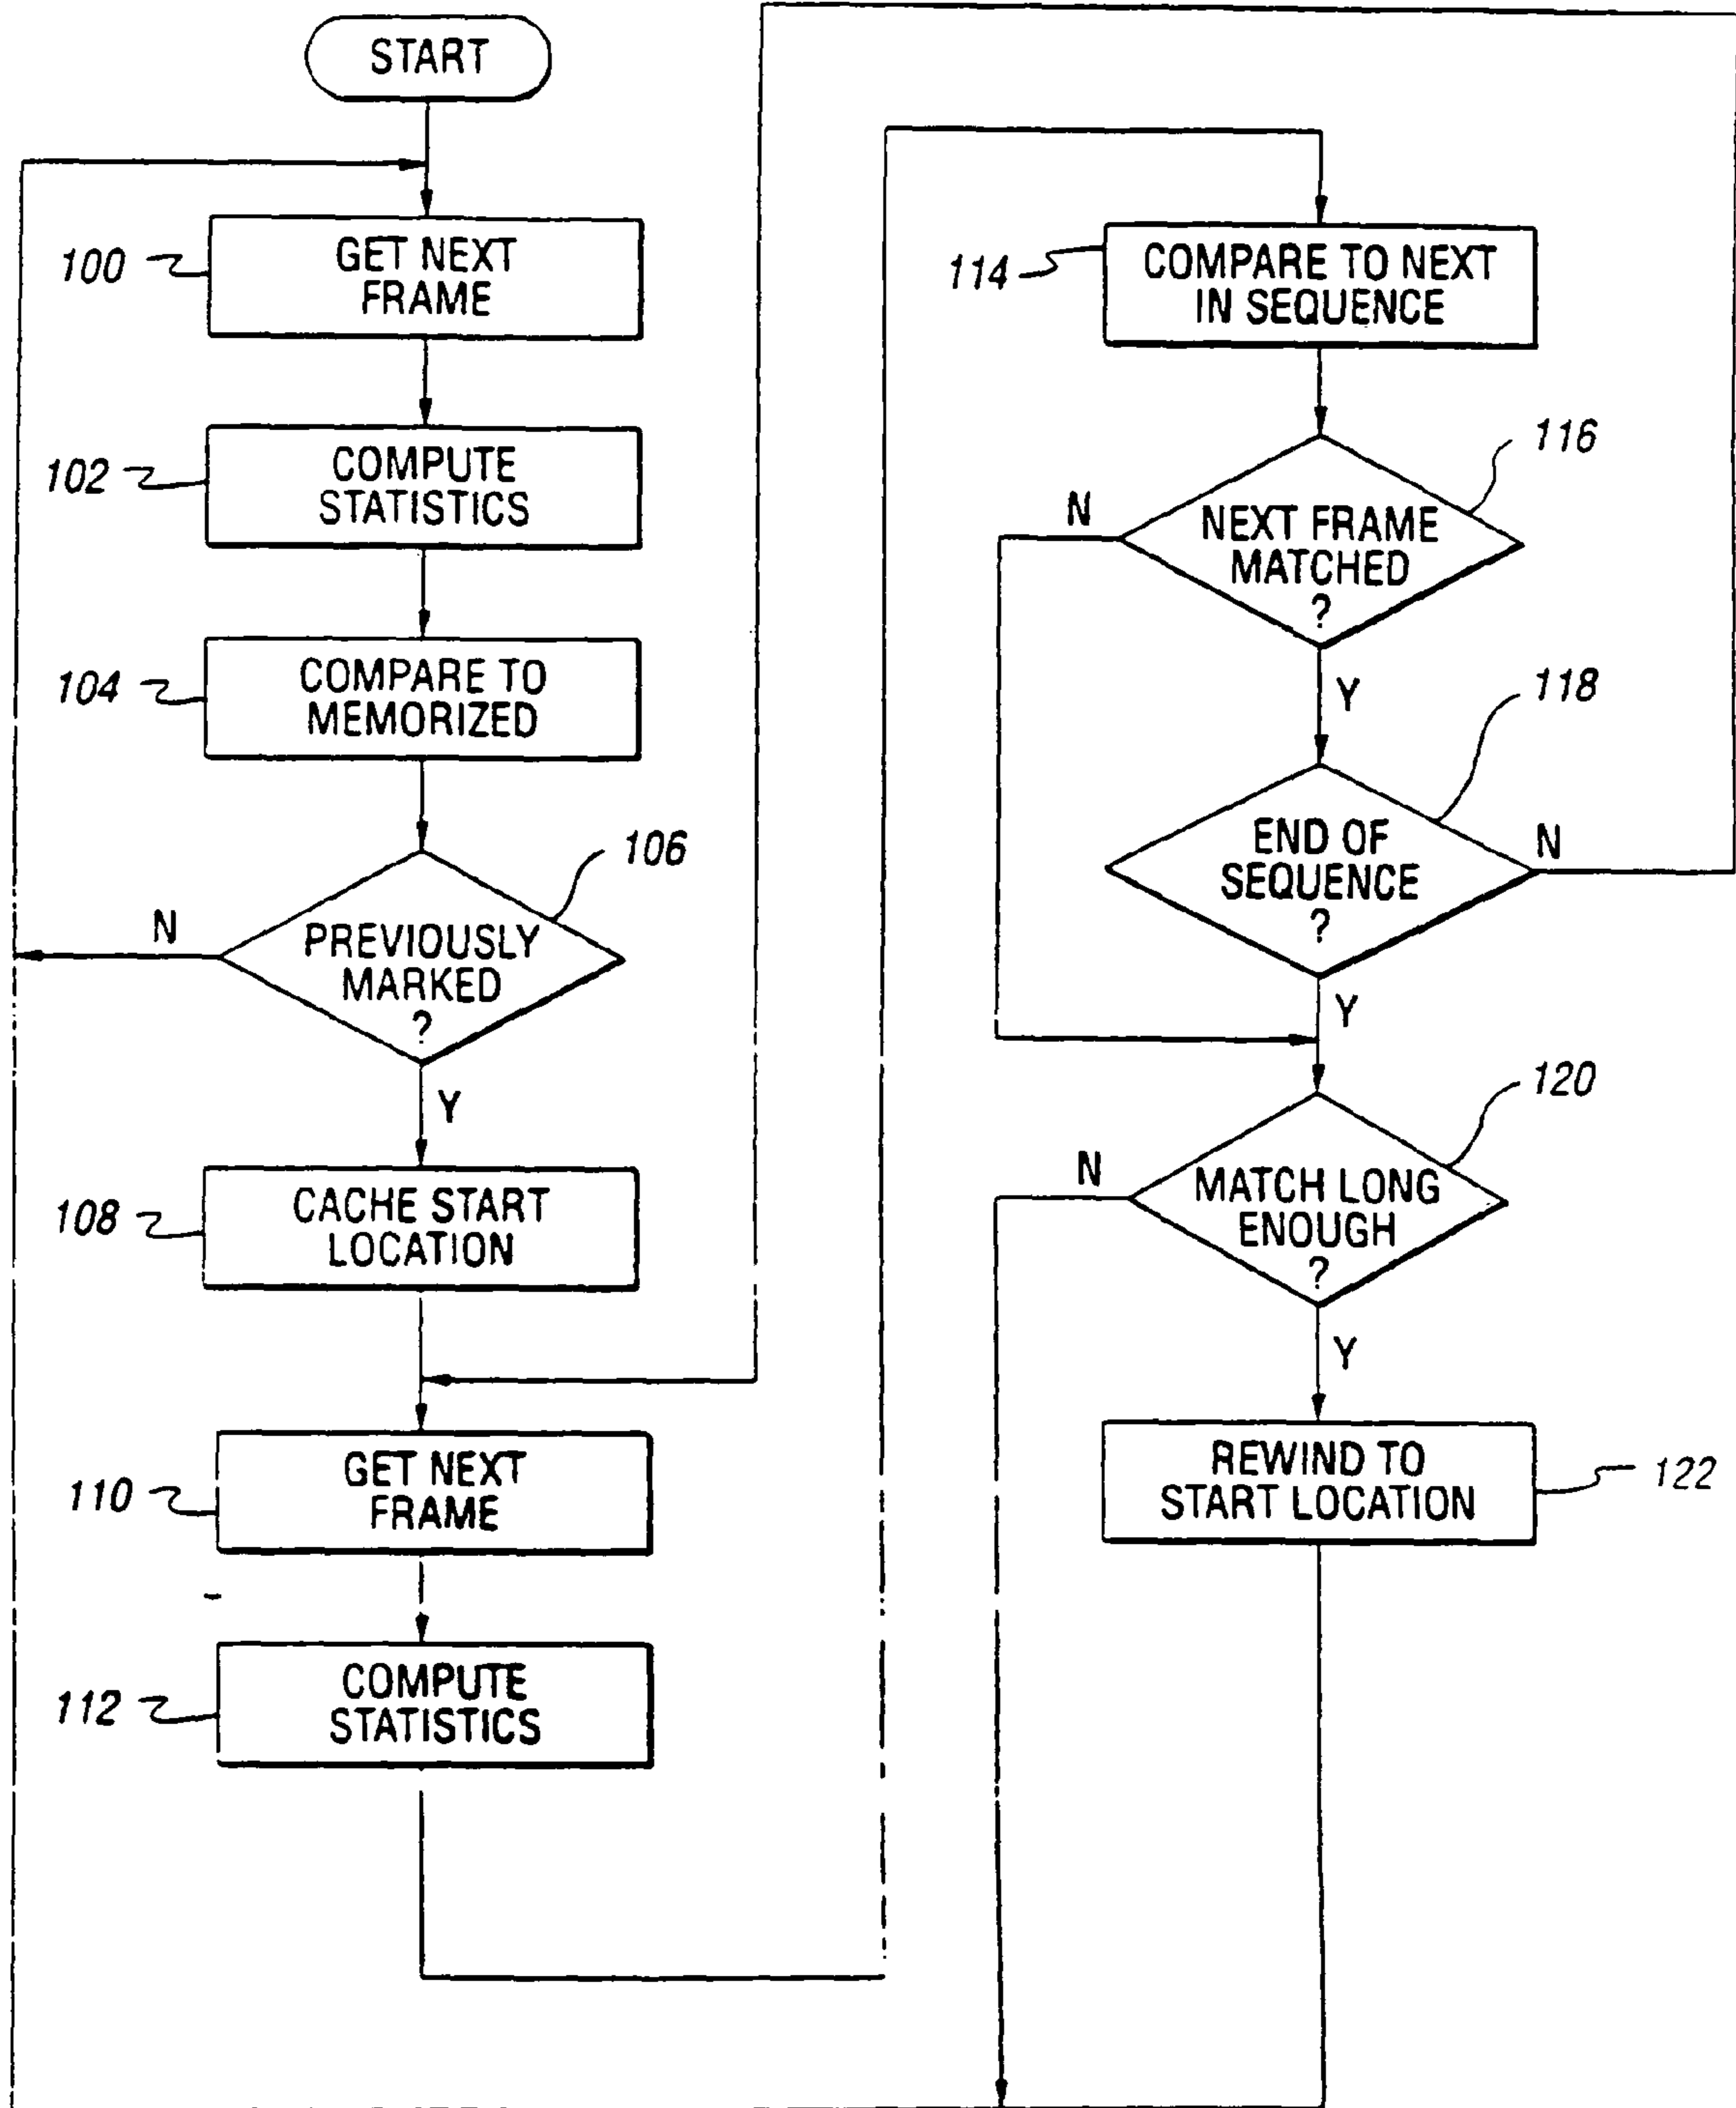 START
100
GET NEXT
FRAME
102
COMPUTE
STATISTICS
104
COMPARE TO
MEMORIZED
106
PREVIOUSLY
MARKED
?
N
Y
108
CACHE START
LOCATION
110
GET NEXT
FRAME
112
COMPUTE
STATISTICS
114
COMPARE TO NEXT
IN SEQUENCE
116
NEXT FRAME
MATCHED
?
N
Y
118
END OF
SEQUENCE
?
N
Y
120
MATCH LONG
ENOUGH
?
N
Y
122
REWIND TO
START LOCATION